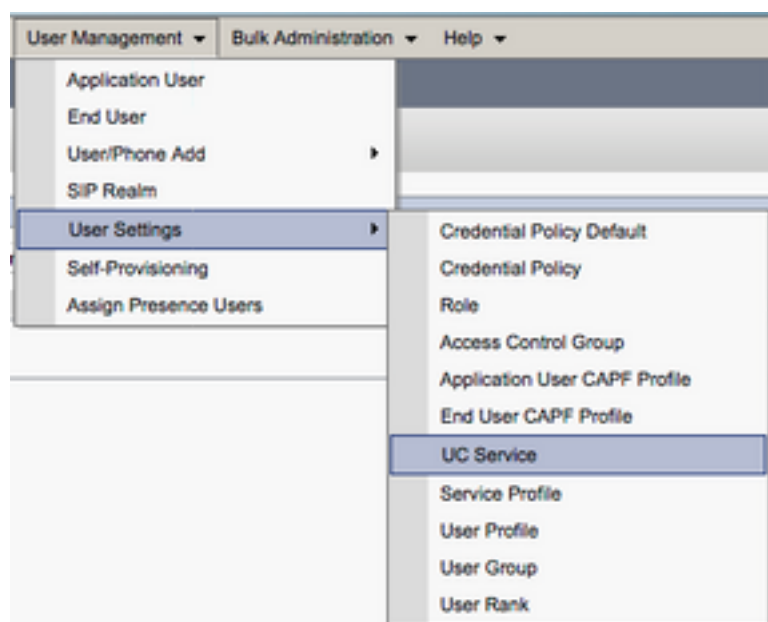 User Management Bulk Administration Help
Application User
End User
User/Phone Add
SIP Realm
User Settings
Self-Provisioning
Assign Presence Users
Credential Policy Default
Credential Policy
Role
Access Control Group
Application User CAPF Profile
End User CAPF Profile
UC Service
Service Profile
User Profile
User Group
User Rank